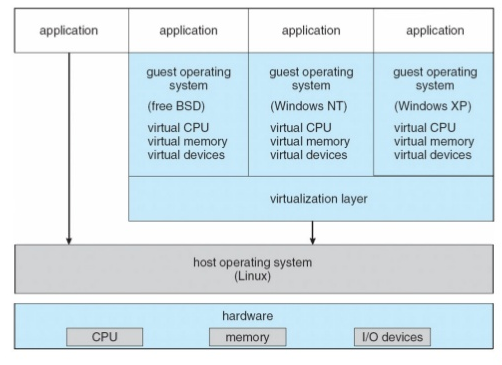 application
application
application
application
guest operating
system
(free BSD)
virtual CPU
virtual memory
virtual devices
guest operating
system
(Windows NT)
virtual CPU
virtual memory
virtual devices
guest operating
system
(Windows XP)
virtual CPU
virtual memory
virtual devices
virtualization layer
host operating system
(Linux)
hardware
CPU
memory
I/O devices